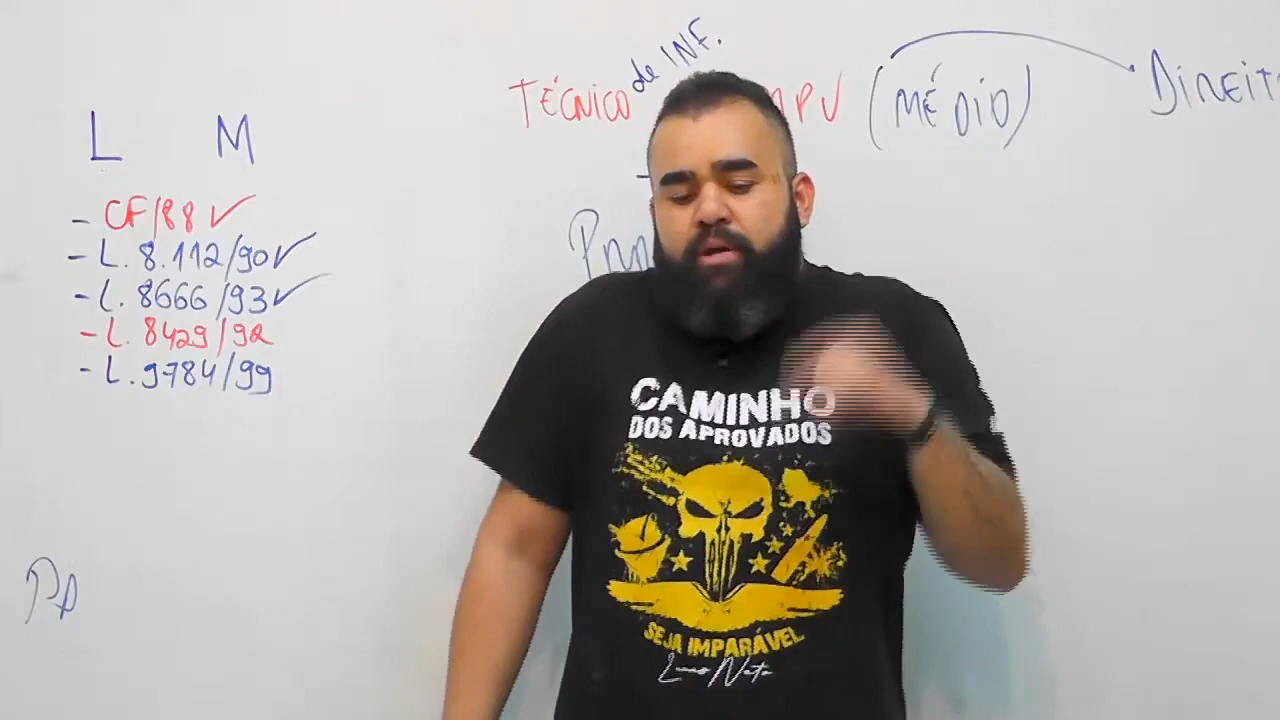 L M
- CF/88 ✓
- L. 8.112/90 ✓
- L. 8666/93 ✓
- L. 8429/92
- L. 9784/99
TÉCNICO de INF. MPU (MÉDIO) DIREIT
CAMINHO
DOS APROVADOS
SEJA IMPARÁVEL